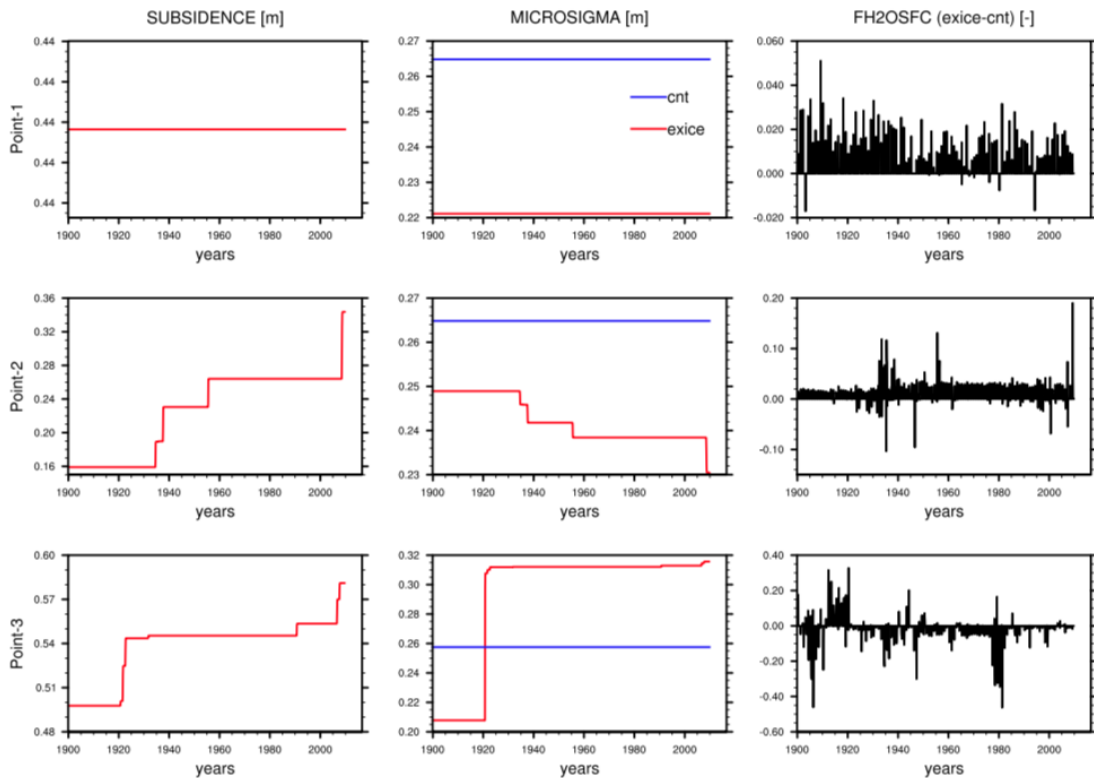 SUBSIDENCE [m] MICROSIGMA [m] FH2OSFC (exice-cnt) [-]
Point-1
0.44
0.44
0.44
0.44
0.44
1900 1920 1940 1960 1980 2000
years
0.27
0.26
0.25
0.24
0.23
0.22
cnt
exice
1900 1920 1940 1960 1980 2000
years
0.060
0.040
0.020
0.000
-0.020
1900 1920 1940 1960 1980 2000
years
Point-2
0.36
0.32
0.28
0.24
0.20
0.16
1900 1920 1940 1960 1980 2000
years
0.27
0.26
0.25
0.24
0.23
1900 1920 1940 1960 1980 2000
years
0.20
0.10
0.00
-0.10
1900 1920 1940 1960 1980 2000
years
Point-3
0.60
0.57
0.54
0.51
0.48
1900 1920 1940 1960 1980 2000
years
0.32
0.30
0.28
0.26
0.24
0.22
0.20
1900 1920 1940 1960 1980 2000
years
0.40
0.20
0.00
-0.20
-0.40
-0.60
1900 1920 1940 1960 1980 2000
years